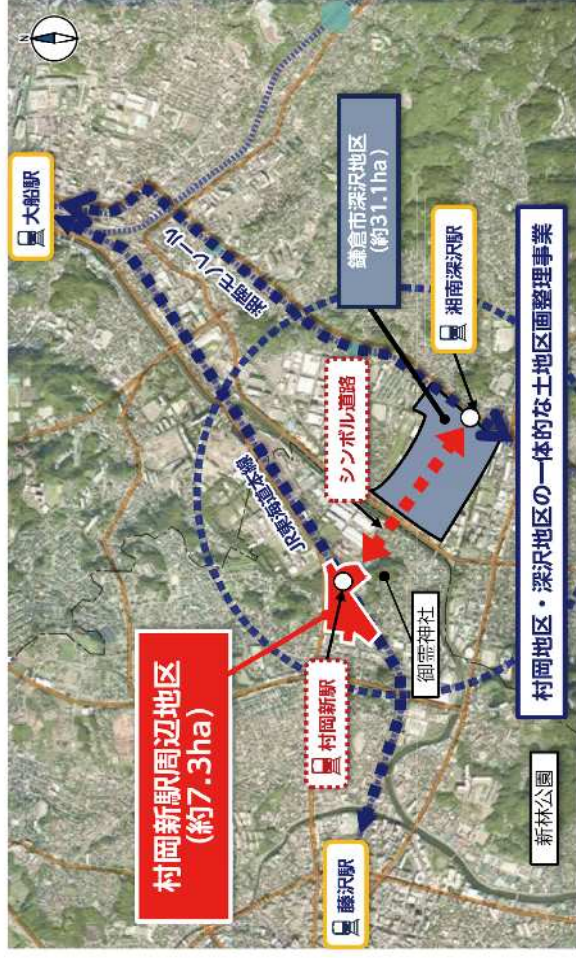 N
大船駅
湘南モノレール
JR東海道本線
鎌倉市深沢地区
(約31.1ha)
湘南深沢駅
シンボル道路
村岡新駅周辺地区
(約7.3ha)
村岡新駅
御霊神社
藤沢駅
新林公園
村岡地区・深沢地区の一体的な土地区画整理事業